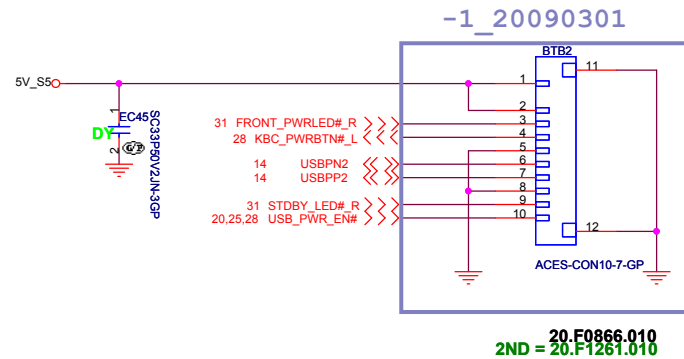 -1_20090301
BTB2
5V_S5
1
11
2
31 FRONT_PWRLED#_R
3
28 KBC_PWRBTN#_L
4
5
14 USBPN2
6
14 USBPP2
7
8
31 STDBY_LED#_R
9
20,25,28 USB_PWR_EN#
10
12
1
EC45
DY
2
SC33P50V2JN-3GP
ACES-CON10-7-GP
20.F0866.010
2ND = 20.F1261.010